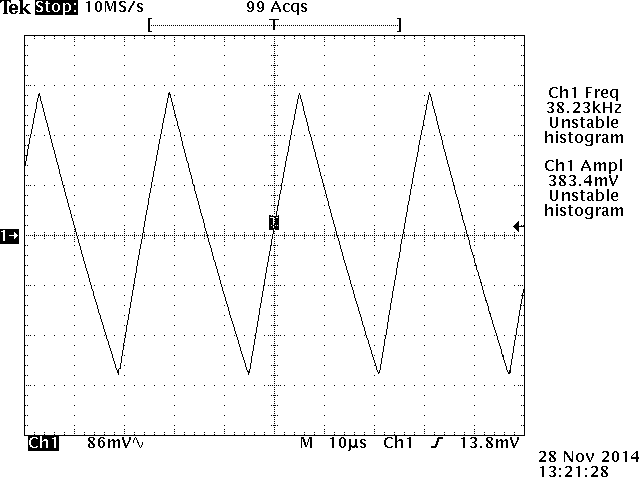 Tek Stop: 10MS/s 99 Acqs
T
Ch1 Freq
38.23kHz
Unstable
histogram
Ch1 Ampl
383.4mV
Unstable
histogram
T
1→
Ch1 86mV∿ M 10µs Ch1 ƒ 13.8mV
28 Nov 2014
13:21:28